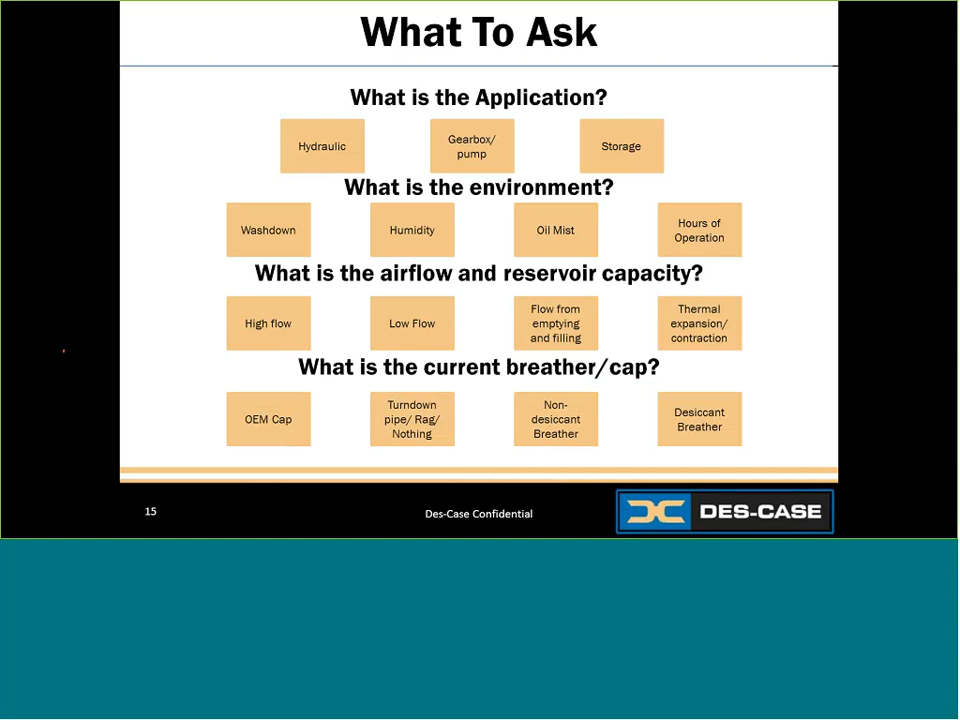 What To Ask
What is the Application?
Hydraulic
Gearbox/
pump
Storage
What is the environment?
Washdown
Humidity
Oil Mist
Hours of
Operation
What is the airflow and reservoir capacity?
High flow
Low Flow
Flow from
emptying
and filling
Thermal
expansion/
contraction
What is the current breather/cap?
OEM Cap
Turndown
pipe/ Rag/
Nothing
Non-
desiccant
Breather
Desiccant
Breather
15
Des-Case Confidential
DES-CASE